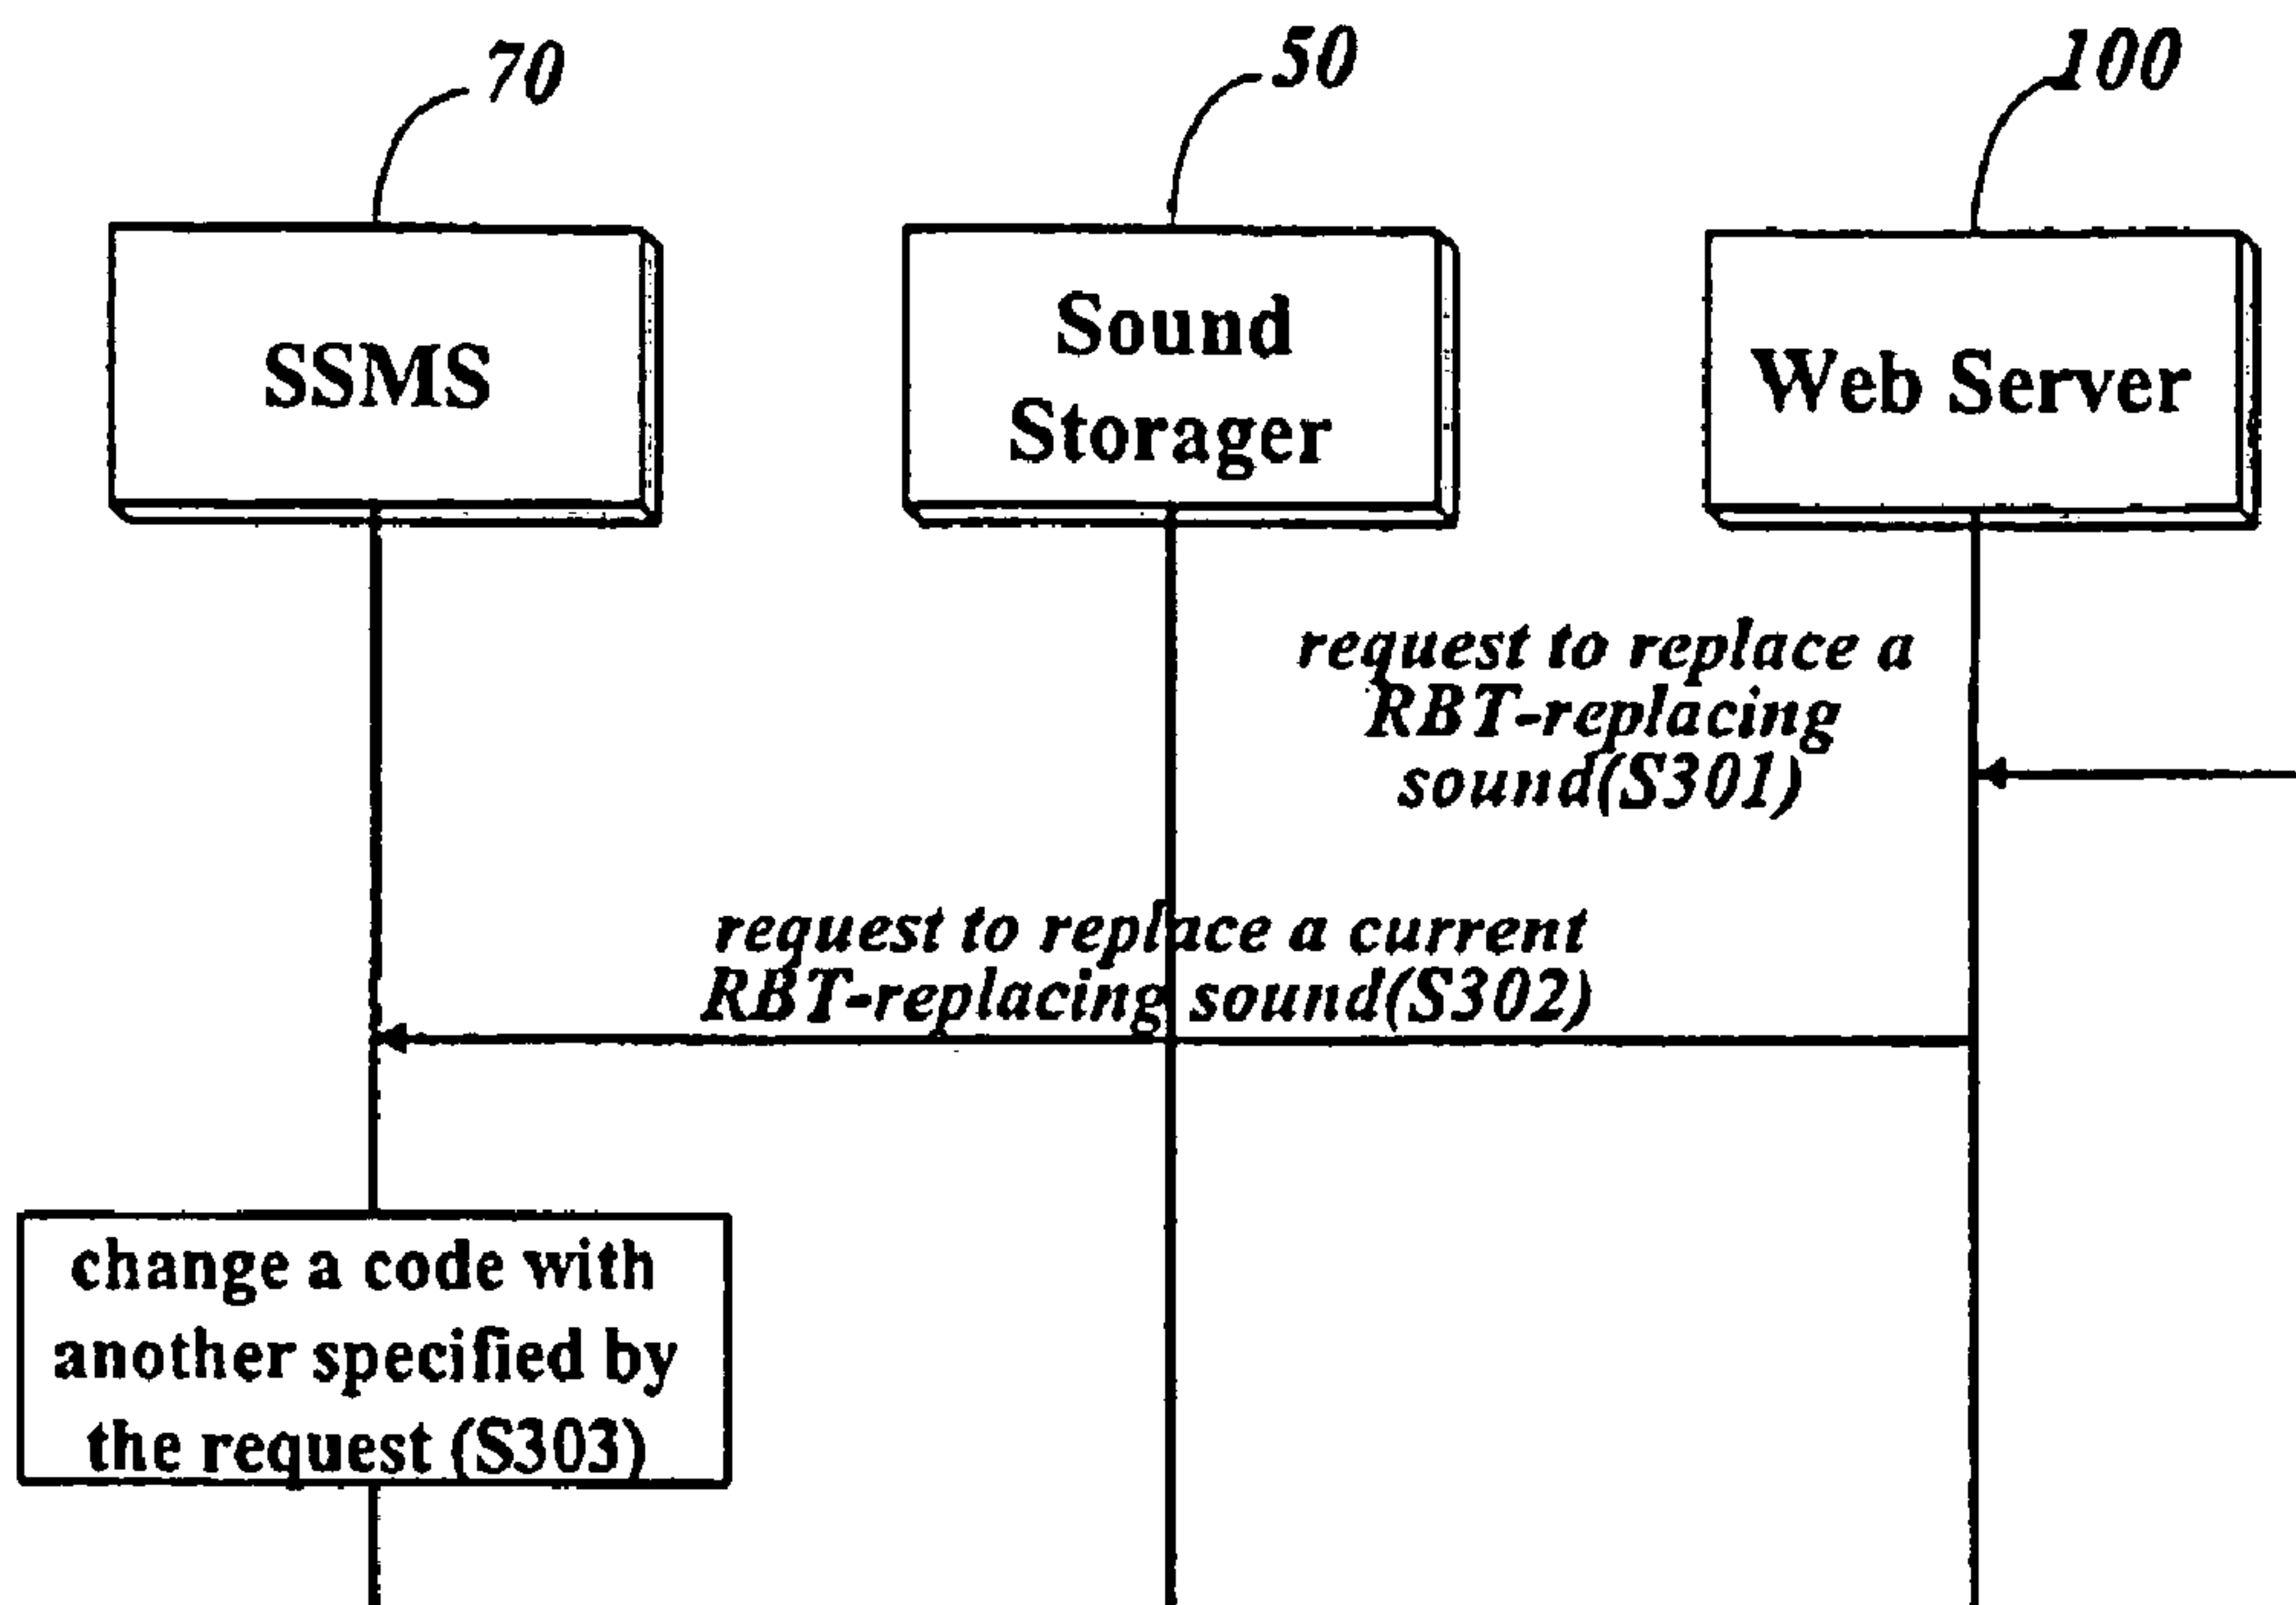 70
50
100
SSMS
Sound
Storager
Web Server
request to replace a
RBT-replacing
sound(S301)
request to replace a current
RBT-replacing sound(S302)
change a code with
another specified by
the request (S303)